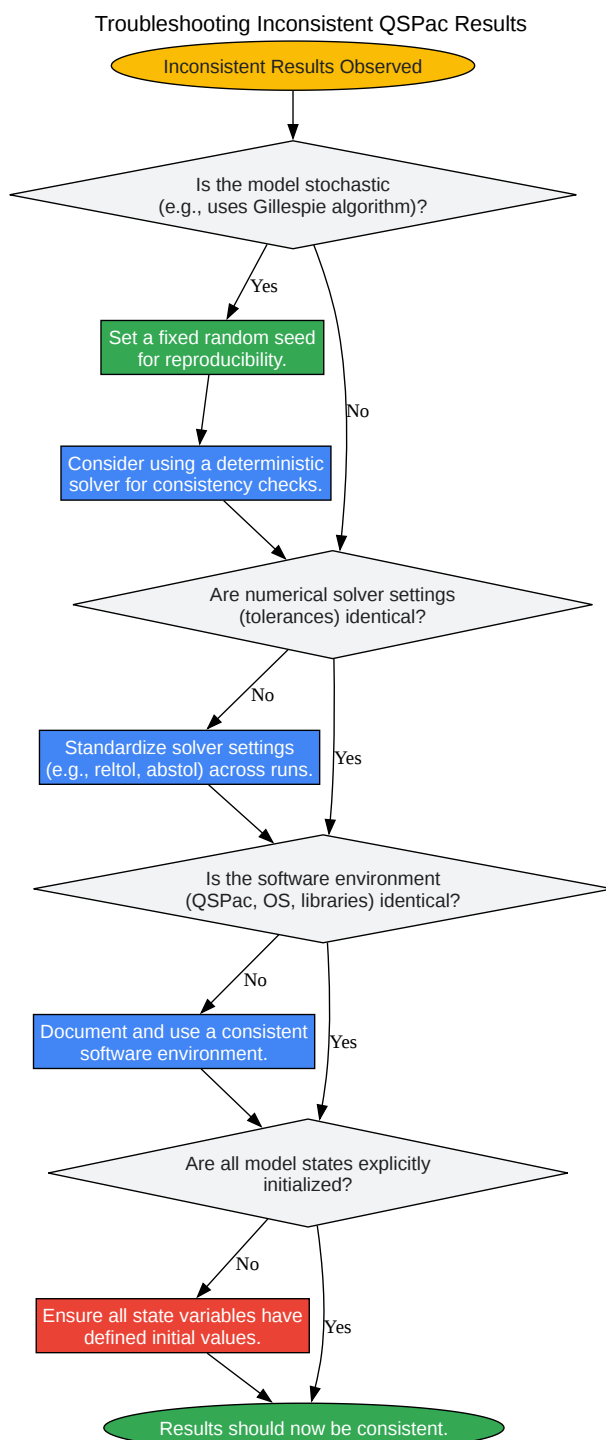 Troubleshooting Inconsistent QSPac Results
Inconsistent Results Observed
Is the model stochastic
(e.g., uses Gillespie algorithm)?
Yes
Set a fixed random seed
for reproducibility.
No
Consider using a deterministic
solver for consistency checks.
Are numerical solver settings
(tolerances) identical?
No
Standardize solver settings
(e.g., reltol, abstol) across runs.
Yes
Is the software environment
(QSPac, OS, libraries) identical?
No
Document and use a consistent
software environment.
Yes
Are all model states explicitly
initialized?
No
Ensure all state variables have
defined initial values.
Yes
Results should now be consistent.